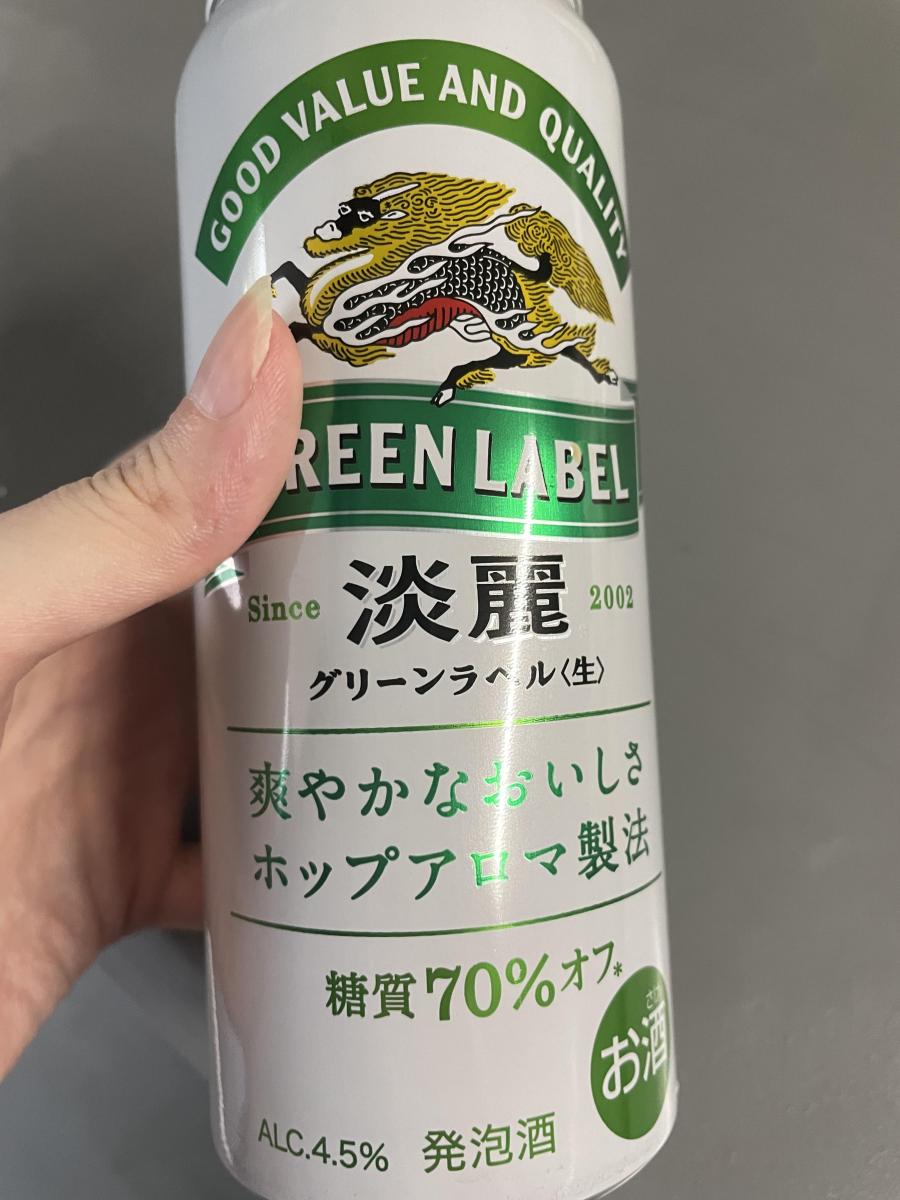 GOOD VALUE AND QUALITY
REEN LABEL
Since 淡麗 2002
グリーンラベル〈生〉
爽やかなおいしさ
ホップアロマ製法
糖質70%オフ*
さけ
お酒
ALC.4.5% 発泡酒